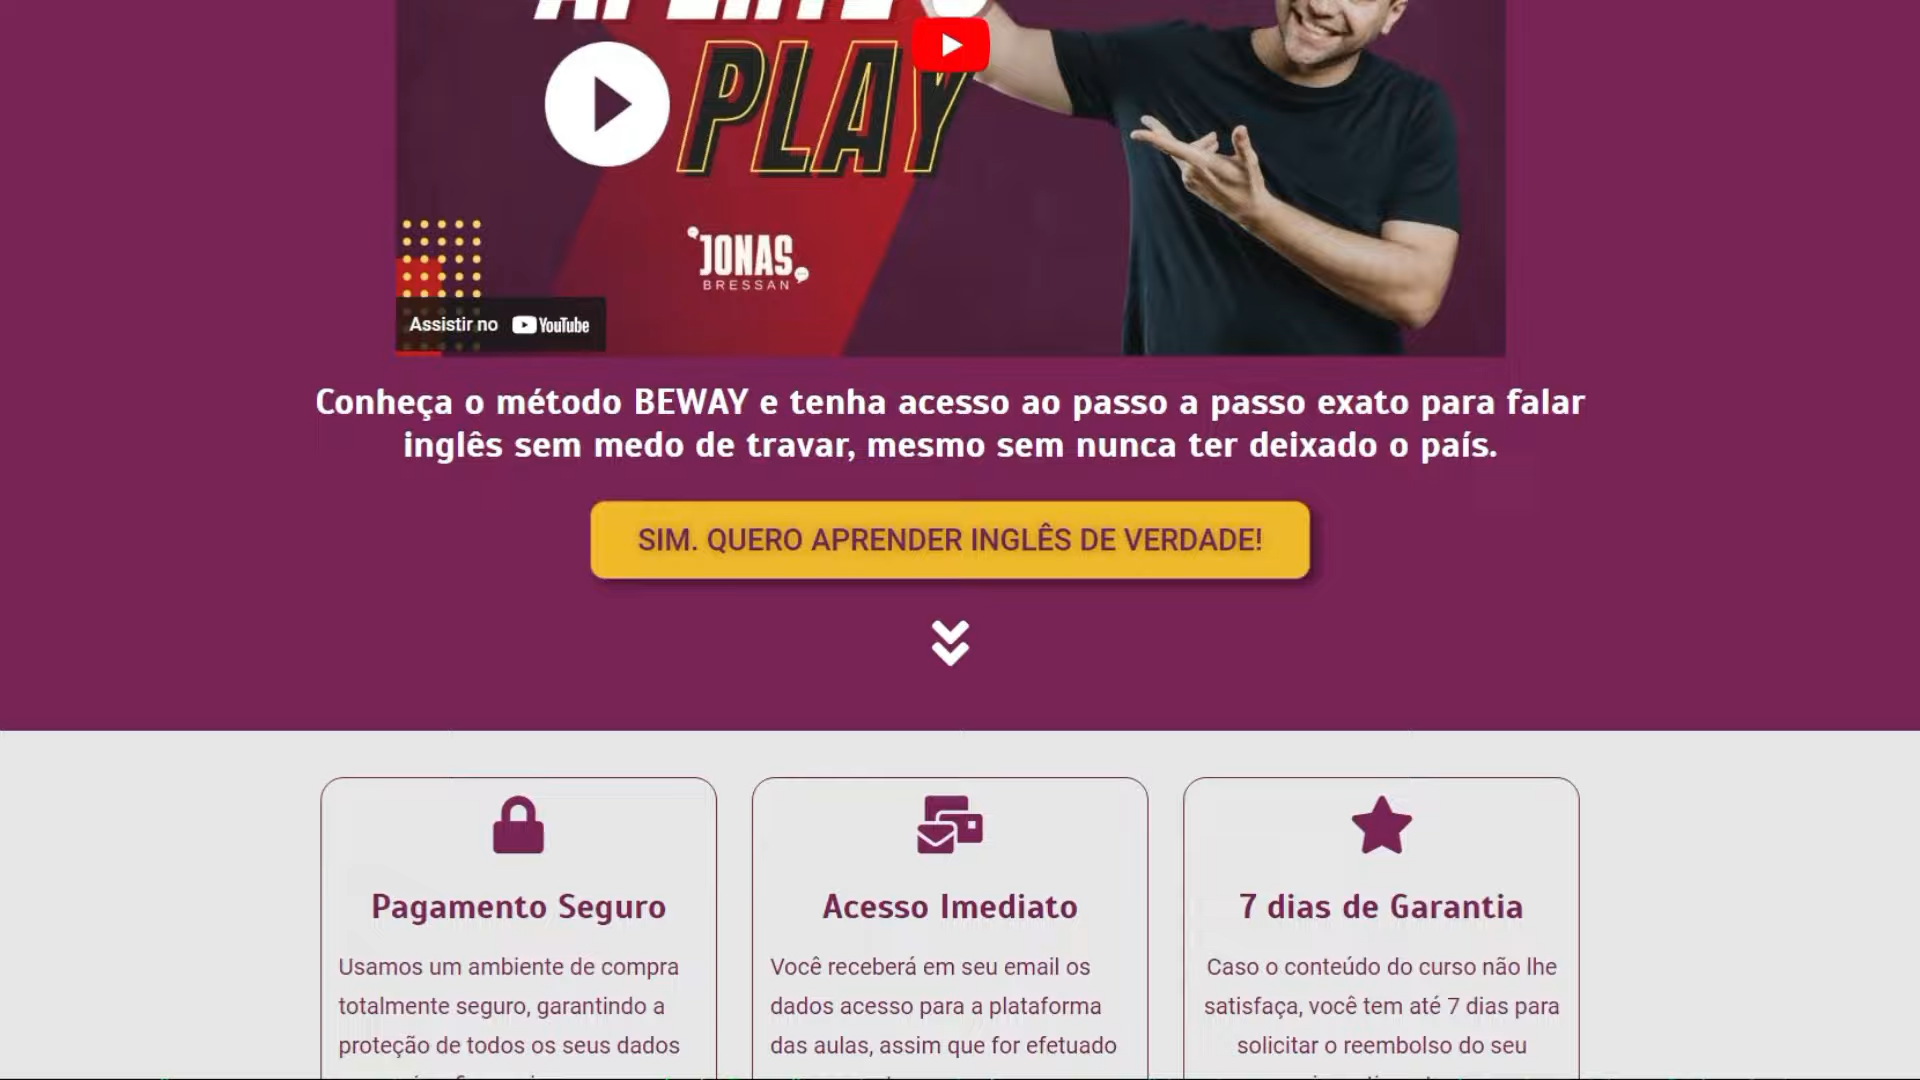 PLAY
JONAS
BRESSAN
Assistir no YouTube
Conheça o método BEWAY e tenha acesso ao passo a passo exato para falar
inglês sem medo de travar, mesmo sem nunca ter deixado o país.
SIM. QUERO APRENDER INGLÊS DE VERDADE!
Pagamento Seguro
Usamos um ambiente de compra
totalmente seguro, garantindo a
proteção de todos os seus dados
Acesso Imediato
Você receberá em seu email os
dados acesso para a plataforma
das aulas, assim que for efetuado
7 dias de Garantia
Caso o conteúdo do curso não lhe
satisfaça, você tem até 7 dias para
solicitar o reembolso do seu